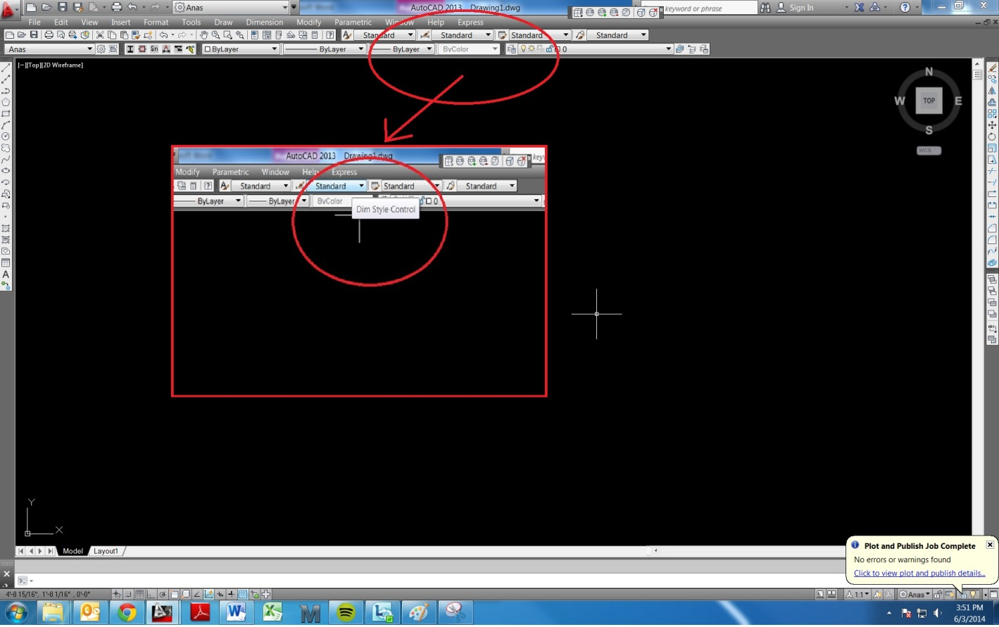 Anas AutoCAD 2013 Drawing1.dwg keyword or phrase Sign In
File Edit View Insert Format Tools Draw Dimension Modify Parametric Window Help Express
Standard Standard Standard Standard
Anas ByLayer ByLayer ByLayer ByColor 0
[−][Top][2D Wireframe]
N
W TOP E
S
WCS
AutoCAD 2013 Drawing1.dwg
Modify Parametric Window Help Express
Standard Standard Standard Standard
ByLayer ByLayer ByColor 0
Dim Style Control
Y
X
Model Layout1
Plot and Publish Job Complete
No errors or warnings found
Click to view plot and publish details...
4'-8 15/16", 1'-8 1/16" , 0'-0" 1:1 Anas
3:51 PM
6/3/2014